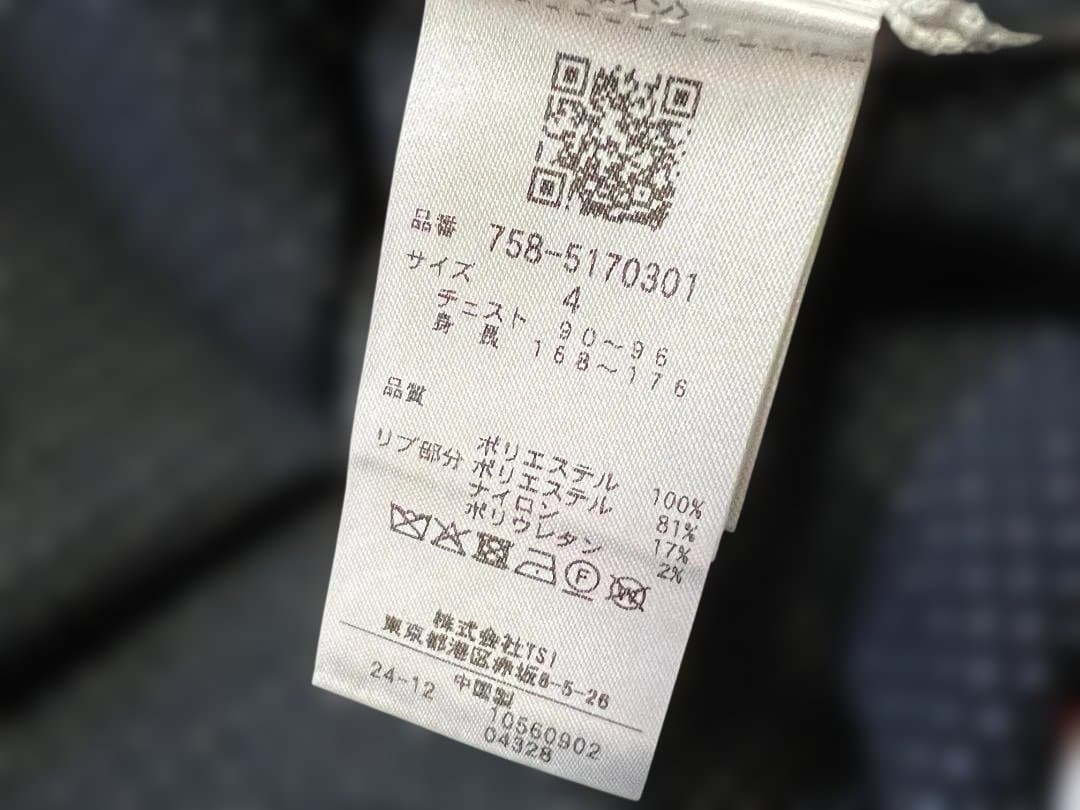 品番 758-5170301
サイズ 4
チェスト 90~96
身長 168~176
品質
ポリエステル 100%
リブ部分 ポリエステル 81%
ナイロン 17%
ポリウレタン 2%
F
W
株式会社TSI
東京都港区赤坂8-5-26
24-12 中国製
10560902
04328